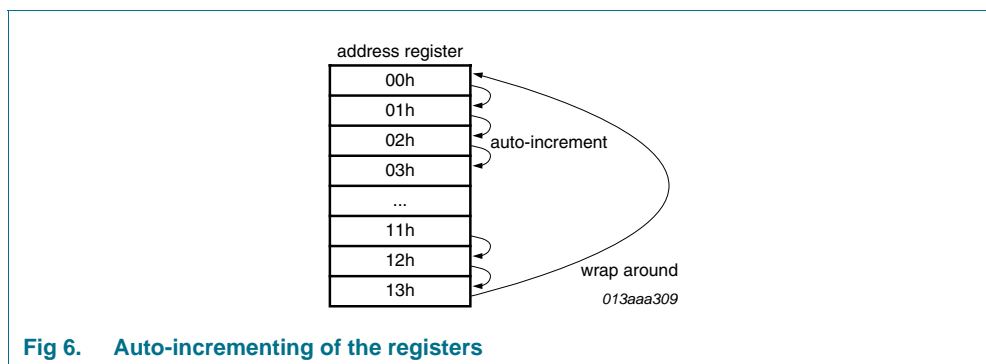 address register
00h
01h
02h
auto-increment
03h
...
11h
12h
wrap around
13h
013aaa309
Fig 6. Auto-incrementing of the registers